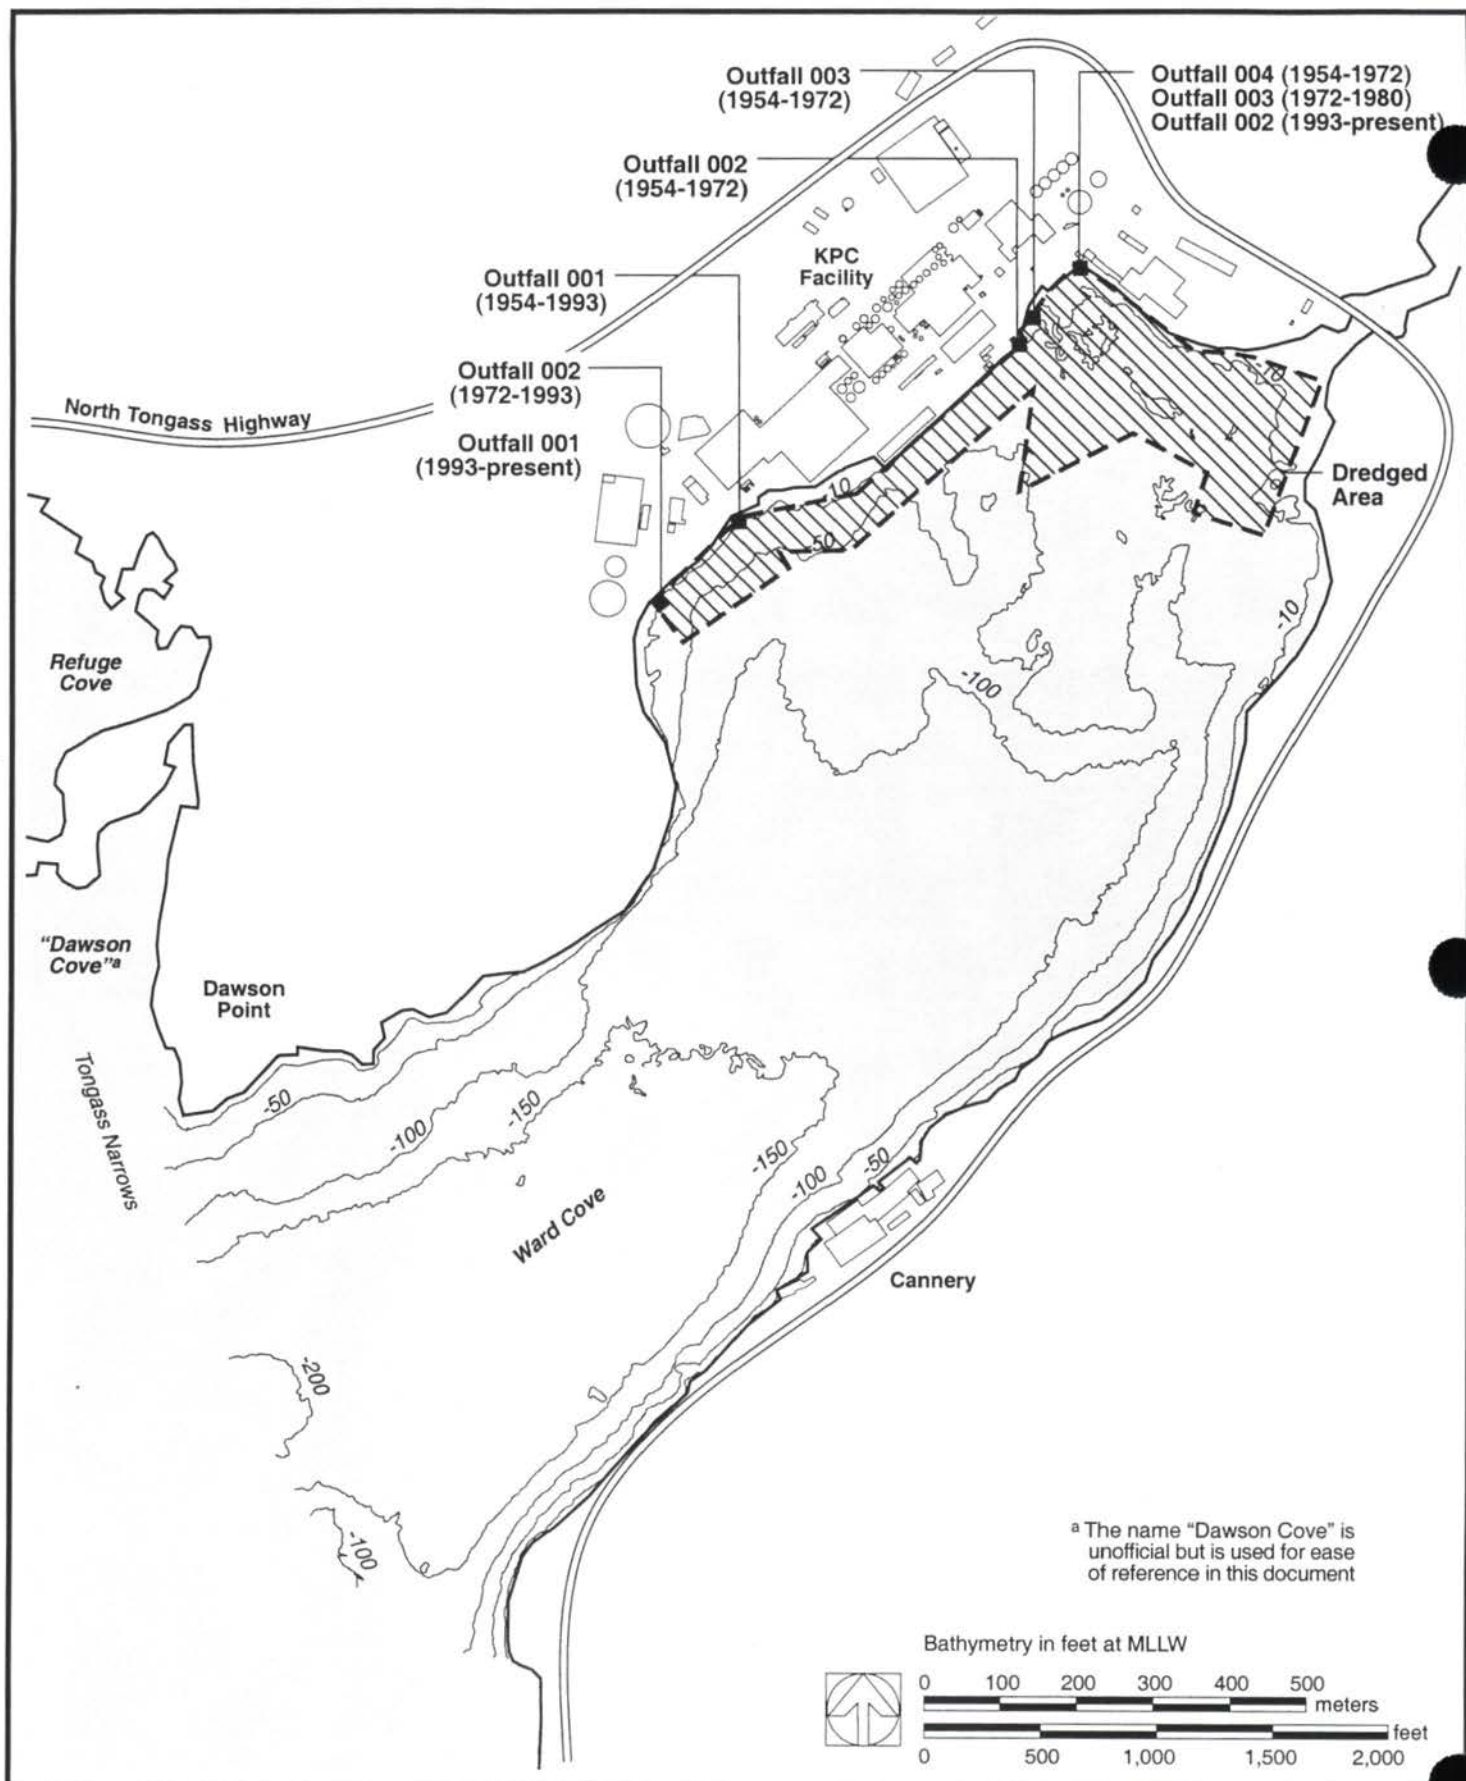 Outfall 003
(1954-1972)
Outfall 004 (1954-1972)
Outfall 003 (1972-1980)
Outfall 002 (1993-present)
Outfall 002
(1954-1972)
KPC
Facility
Outfall 001
(1954-1993)
Outfall 002
(1972-1993)
Outfall 001
(1993-present)
North Tongass Highway
-10
Dredged
Area
-10
-50
-10
Refuge
Cove
-100
"Dawson
Cove"a
Dawson
Point
Tongass Narrows
-50
-100
-150
-150
-100
-50
Ward Cove
Cannery
-200
-100
a The name "Dawson Cove" is
unofficial but is used for ease
of reference in this document
Bathymetry in feet at MLLW
0 100 200 300 400 500
meters
feet
0 500 1,000 1,500 2,000